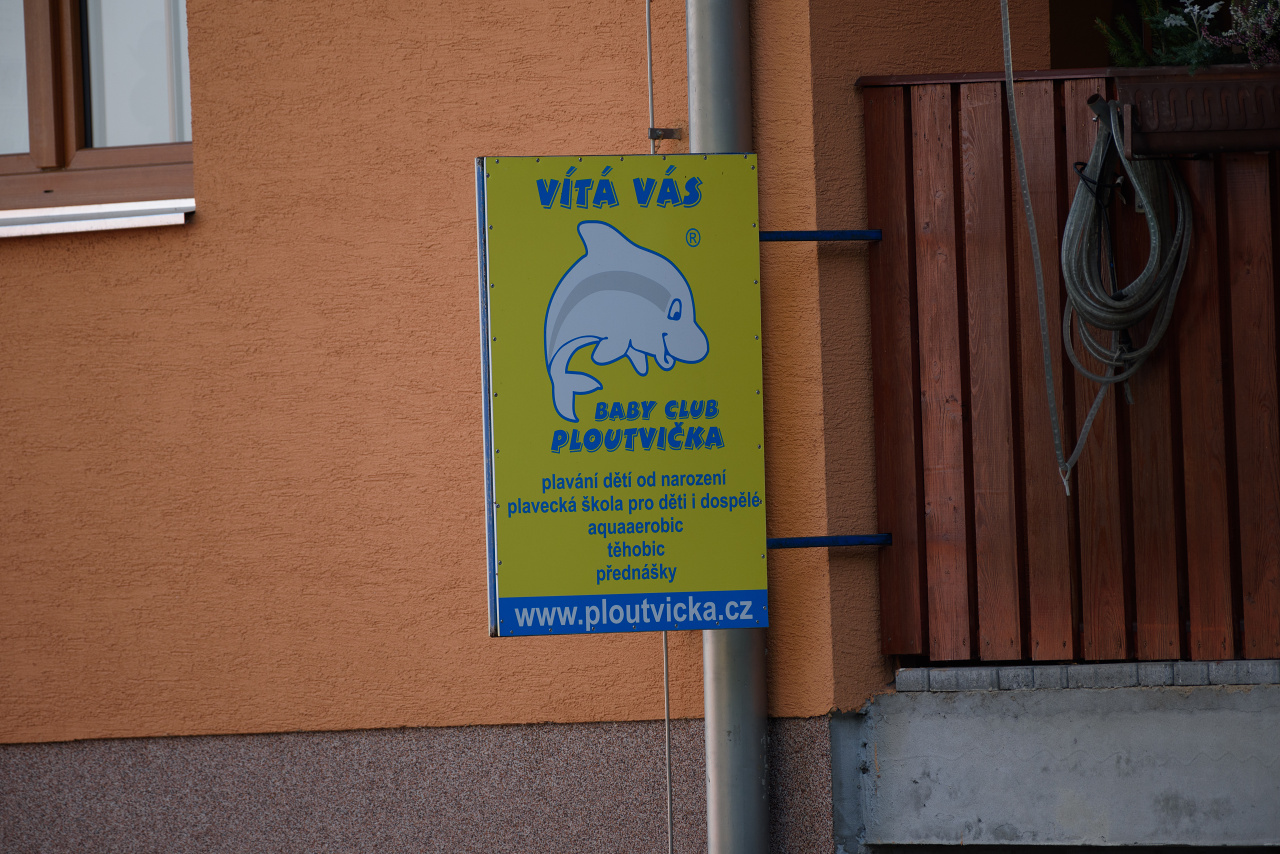 VÍTÁ VÁS
®
BABY CLUB
PLOUTVIČKA
plavání dětí od narození
plavecká škola pro děti i dospělé
aquaaerobic
těhobic
přednášky
www.ploutvicka.cz